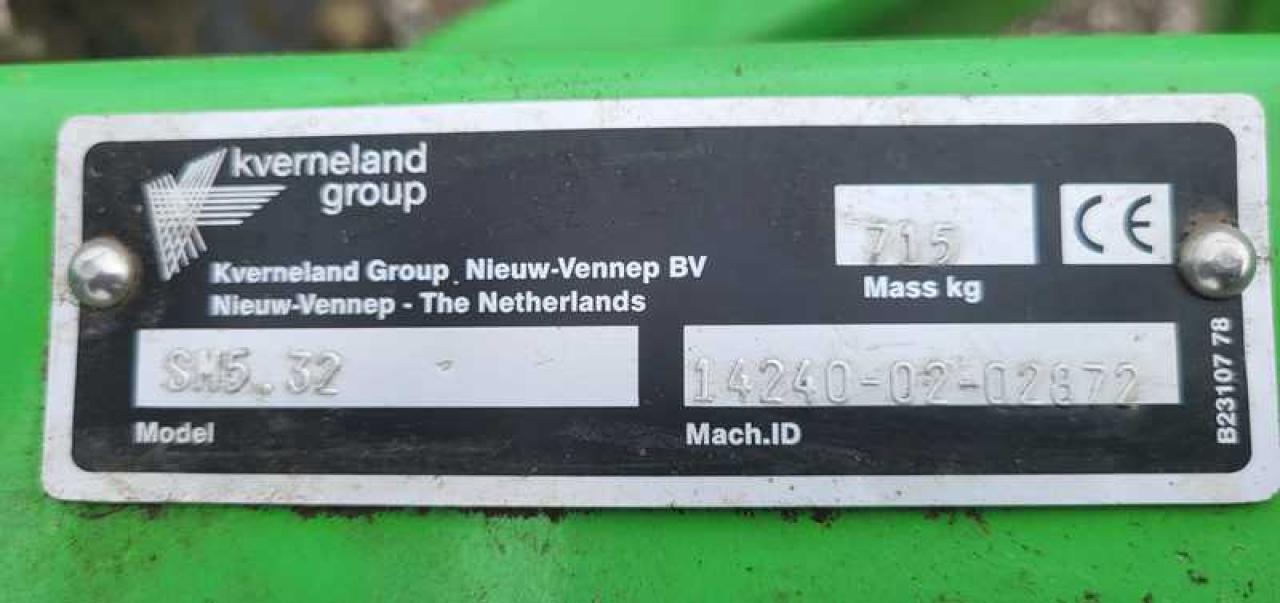 kverneland
group
Kverneland Group Nieuw-Vennep BV
Nieuw-Vennep - The Netherlands
715
Mass kg
CE
SM5.32
Model
14240-02-02872
Mach.ID
B23107 78